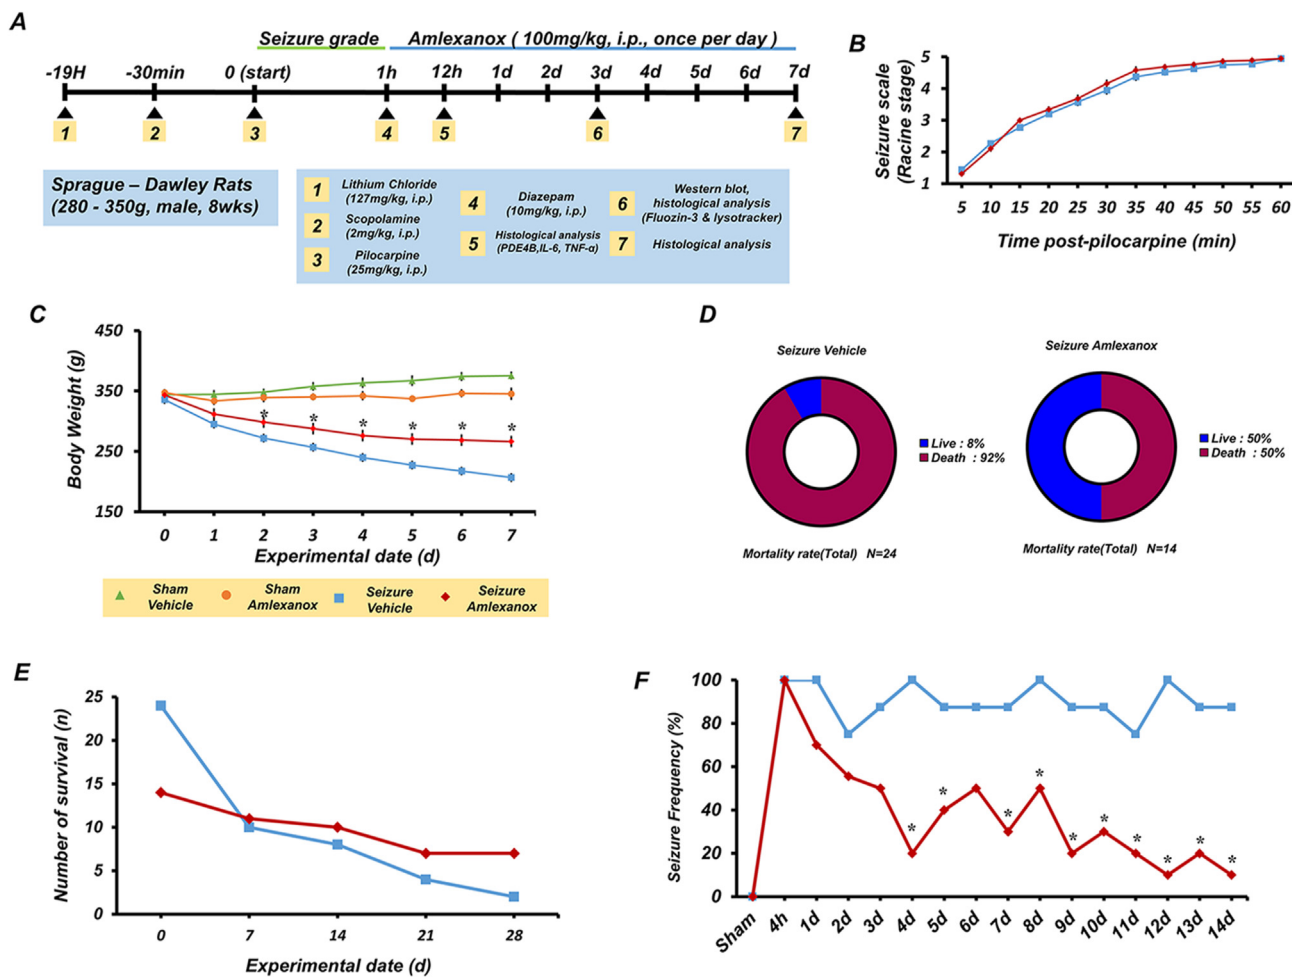 A
Seizure grade
Amlexanox ( 100mg/kg, i.p., once per day )
-19H -30min 0 (start) 1h 12h 1d 2d 3d 4d 5d 6d 7d
1 2 3 4 5 6 7
Sprague – Dawley Rats
(280 - 350g, male, 8wks)
1 Lithium Chloride
(127mg/kg, i.p.)
2 Scopolamine
(2mg/kg, i.p.)
3 Pilocarpine
(25mg/kg, i.p.)
4 Diazepam
(10mg/kg, i.p.)
5 Histological analysis
(PDE4B,IL-6, TNF-α)
6 Western blot,
histological analysis
(Fluozin-3 & lysotracker)
7 Histological analysis
B
Seizure scale
(Racine stage)
5
4
3
2
1
5 10 15 20 25 30 35 40 45 50 55 60
Time post-pilocarpine (min)
C
Body Weight (g)
450
350
250
150
* * * * * *
0 1 2 3 4 5 6 7
Experimental date (d)
Sham
Vehicle
Sham
Amlexanox
Seizure
Vehicle
Seizure
Amlexanox
D
Seizure Vehicle
Live : 8%
Death : 92%
Mortality rate(Total) N=24
Seizure Amlexanox
Live : 50%
Death : 50%
Mortality rate(Total) N=14
E
Number of survival (n)
25
20
15
10
5
0
0 7 14 21 28
Experimental date (d)
F
Seizure Frequency (%)
100
80
60
40
20
0
* * * * * * * * * *
Sham 4h 1d 2d 3d 4d 5d 6d 7d 8d 9d 10d 11d 12d 13d 14d